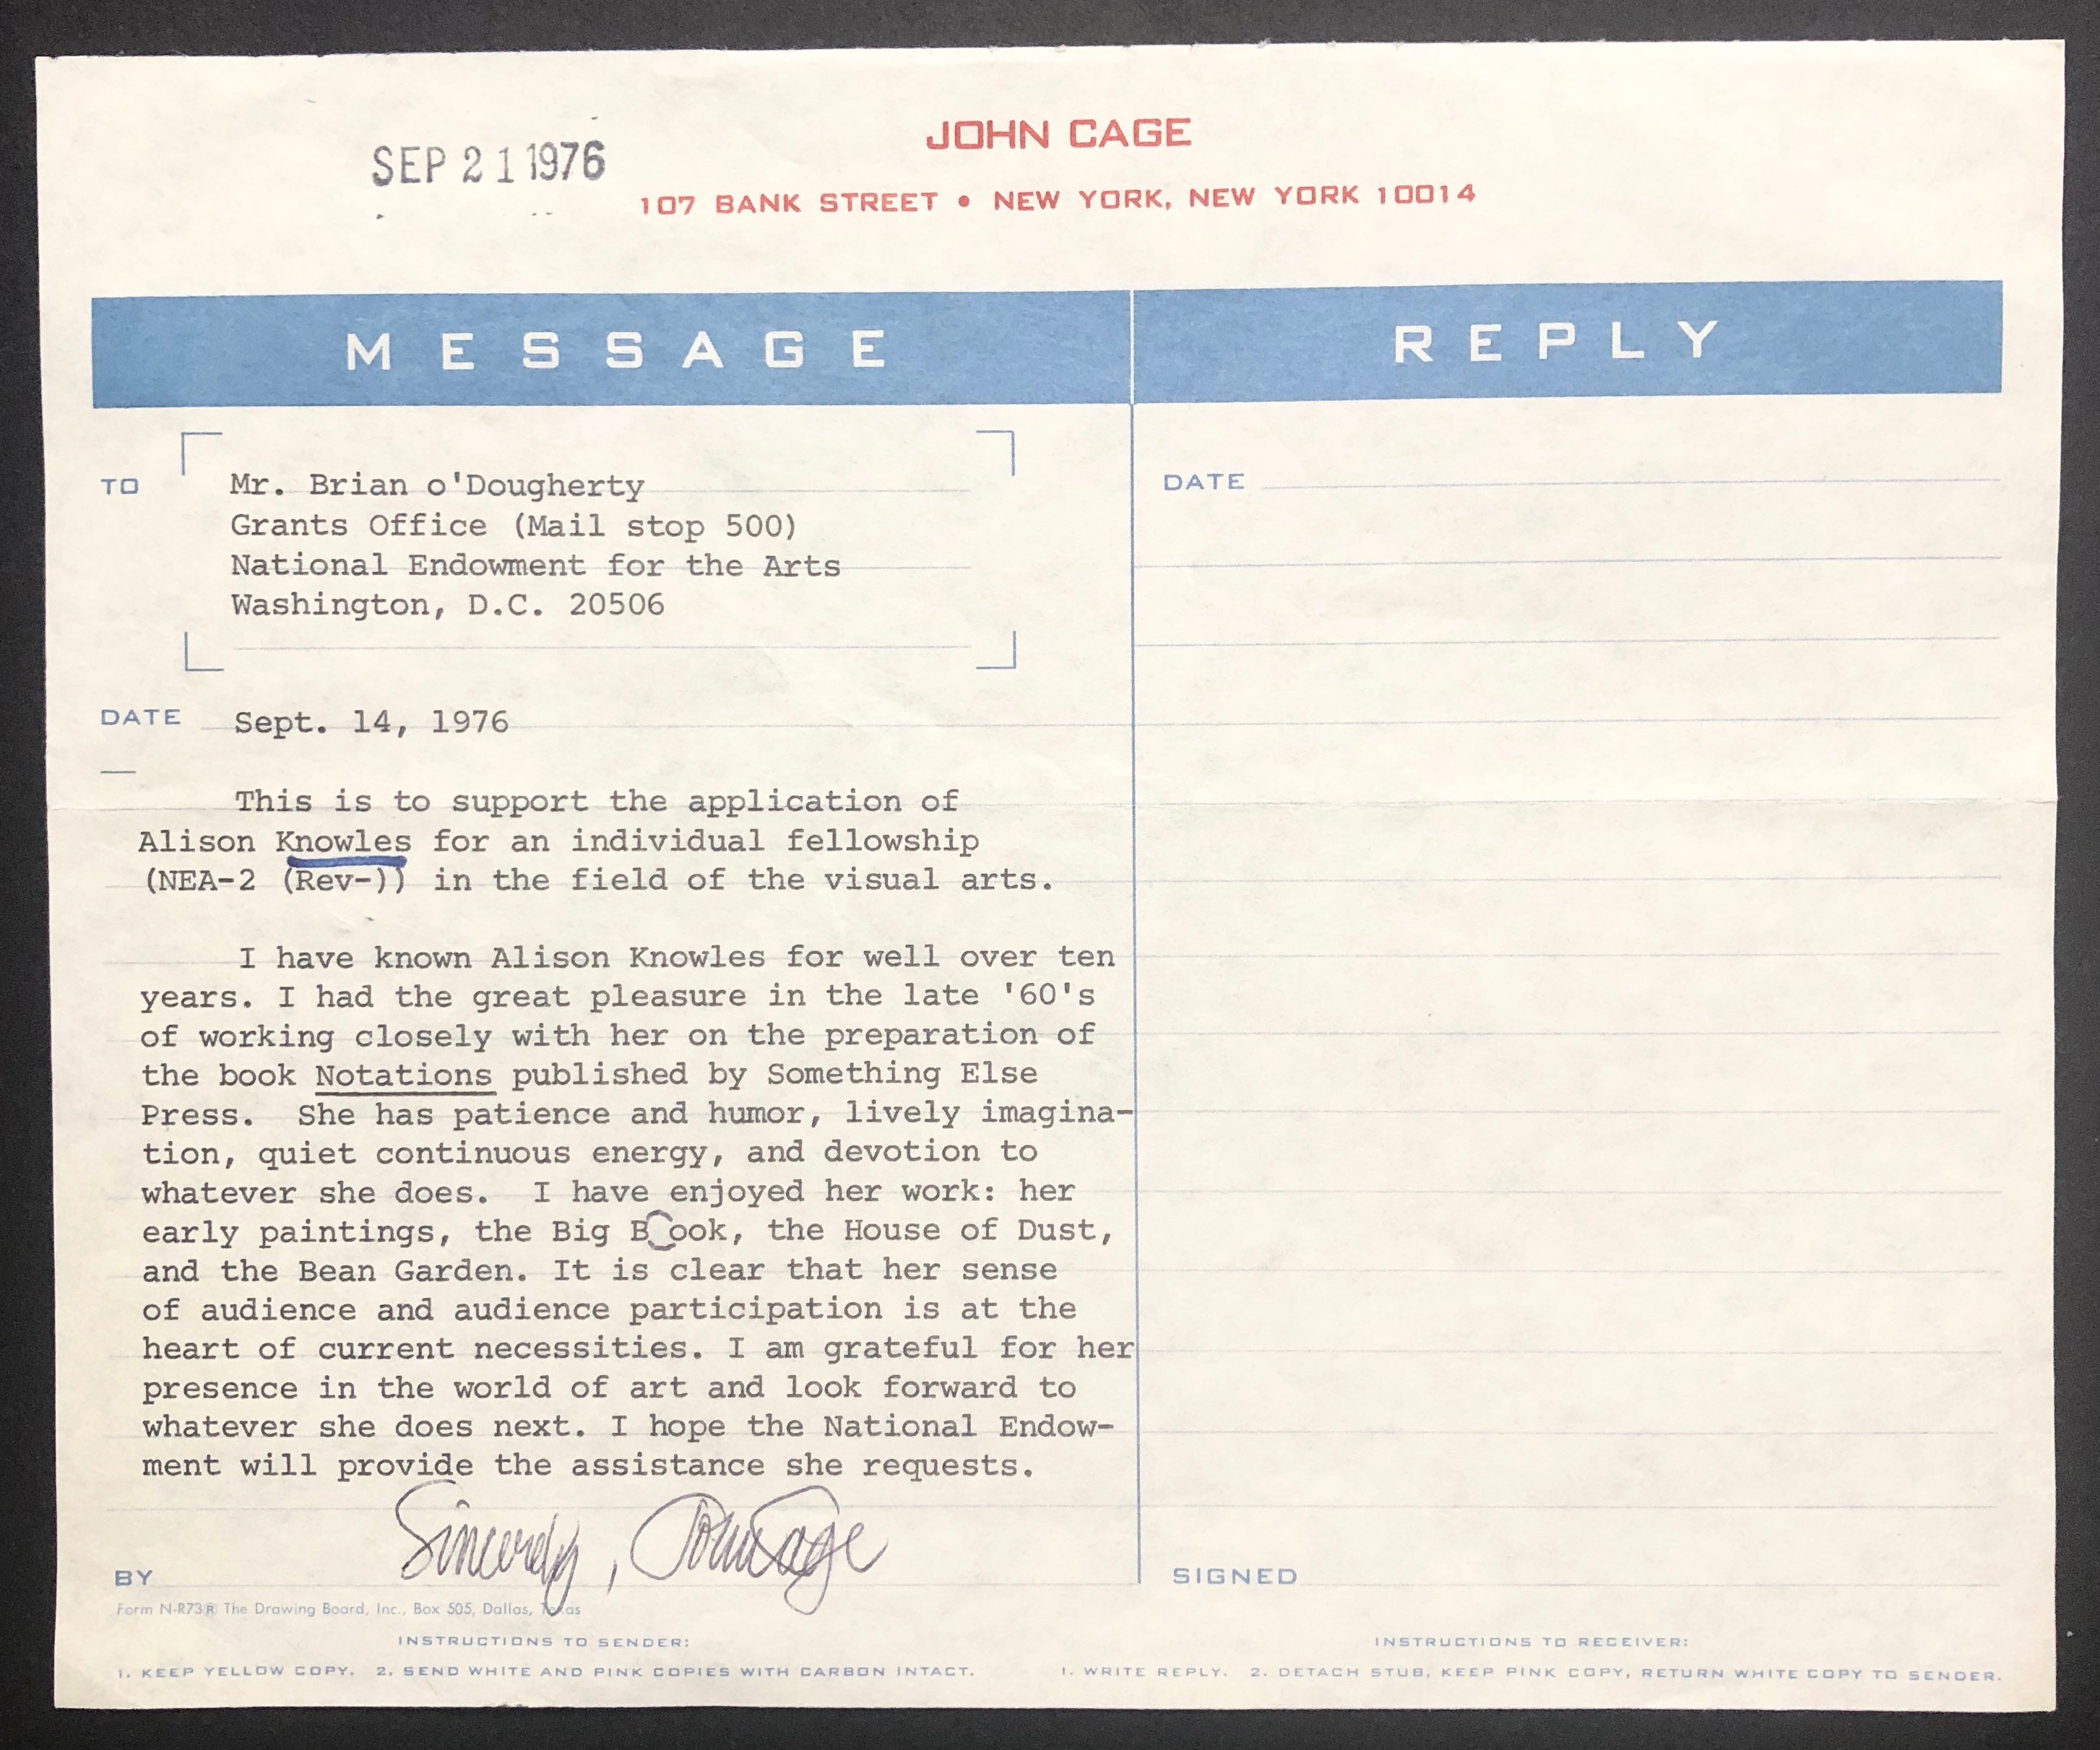 SEP 21 1976
JOHN CAGE
107 BANK STREET • NEW YORK, NEW YORK 10014
MESSAGE
REPLY
TO
Mr. Brian o'Dougherty
Grants Office (Mail stop 500)
National Endowment for the Arts
Washington, D.C. 20506
DATE Sept. 14, 1976
This is to support the application of
Alison Knowles for an individual fellowship
(NEA-2 (Rev-)) in the field of the visual arts.
I have known Alison Knowles for well over ten
years. I had the great pleasure in the late '60's
of working closely with her on the preparation of
the book Notations published by Something Else
Press. She has patience and humor, lively imagina-
tion, quiet continuous energy, and devotion to
whatever she does. I have enjoyed her work: her
early paintings, the Big Book, the House of Dust,
and the Bean Garden. It is clear that her sense
of audience and audience participation is at the
heart of current necessities. I am grateful for her
presence in the world of art and look forward to
whatever she does next. I hope the National Endow-
ment will provide the assistance she requests.
Sincerely, John Cage
BY
Form N-R73® The Drawing Board, Inc., Box 505, Dallas, Texas
INSTRUCTIONS TO SENDER:
1. KEEP YELLOW COPY. 2. SEND WHITE AND PINK COPIES WITH CARBON INTACT.
DATE
SIGNED
INSTRUCTIONS TO RECEIVER:
1. WRITE REPLY. 2. DETACH STUB, KEEP PINK COPY, RETURN WHITE COPY TO SENDER.